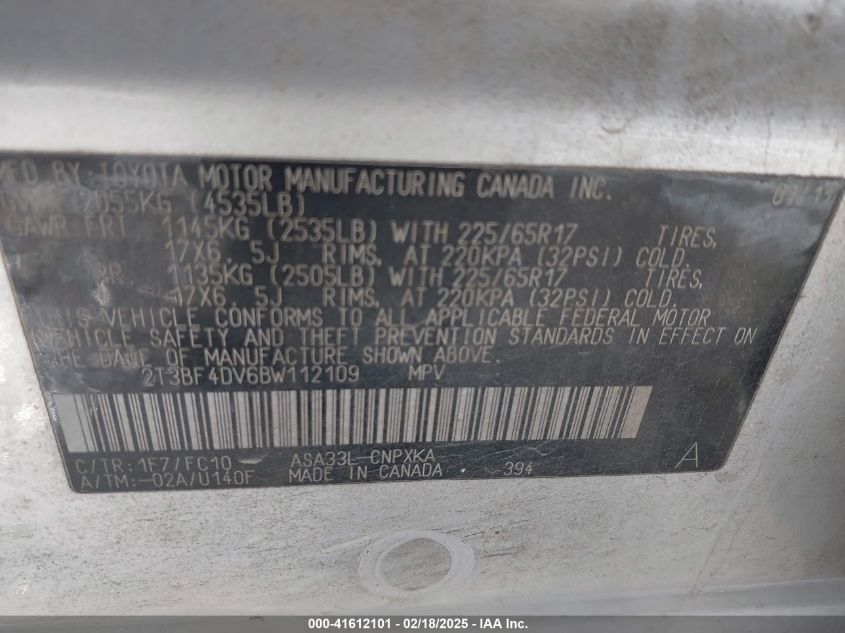 BY TOYOTA MOTOR MANUFACTURING CANADA INC.
2055KG (4535LB)
GAWR FRT 1145KG (2535LB) WITH 225/65R17 TIRES,
17X6.5J RIMS, AT 220KPA (32PSI) COLD.
RR 1135KG (2505LB) WITH 225/65R17 TIRES,
17X6.5J RIMS, AT 220KPA (32PSI) COLD.
THIS VEHICLE CONFORMS TO ALL APPLICABLE FEDERAL MOTOR
VEHICLE SAFETY AND THEFT PREVENTION STANDARDS IN EFFECT ON
THE DATE OF MANUFACTURE SHOWN ABOVE.
2T3BF4DV6BW112109 MPV
C/TR: 1F7/FC10 ASA33L-CNPXKA
A/TM: -02A/U140F MADE IN CANADA 394 A
000-41612101 - 02/18/2025 - IAA Inc.